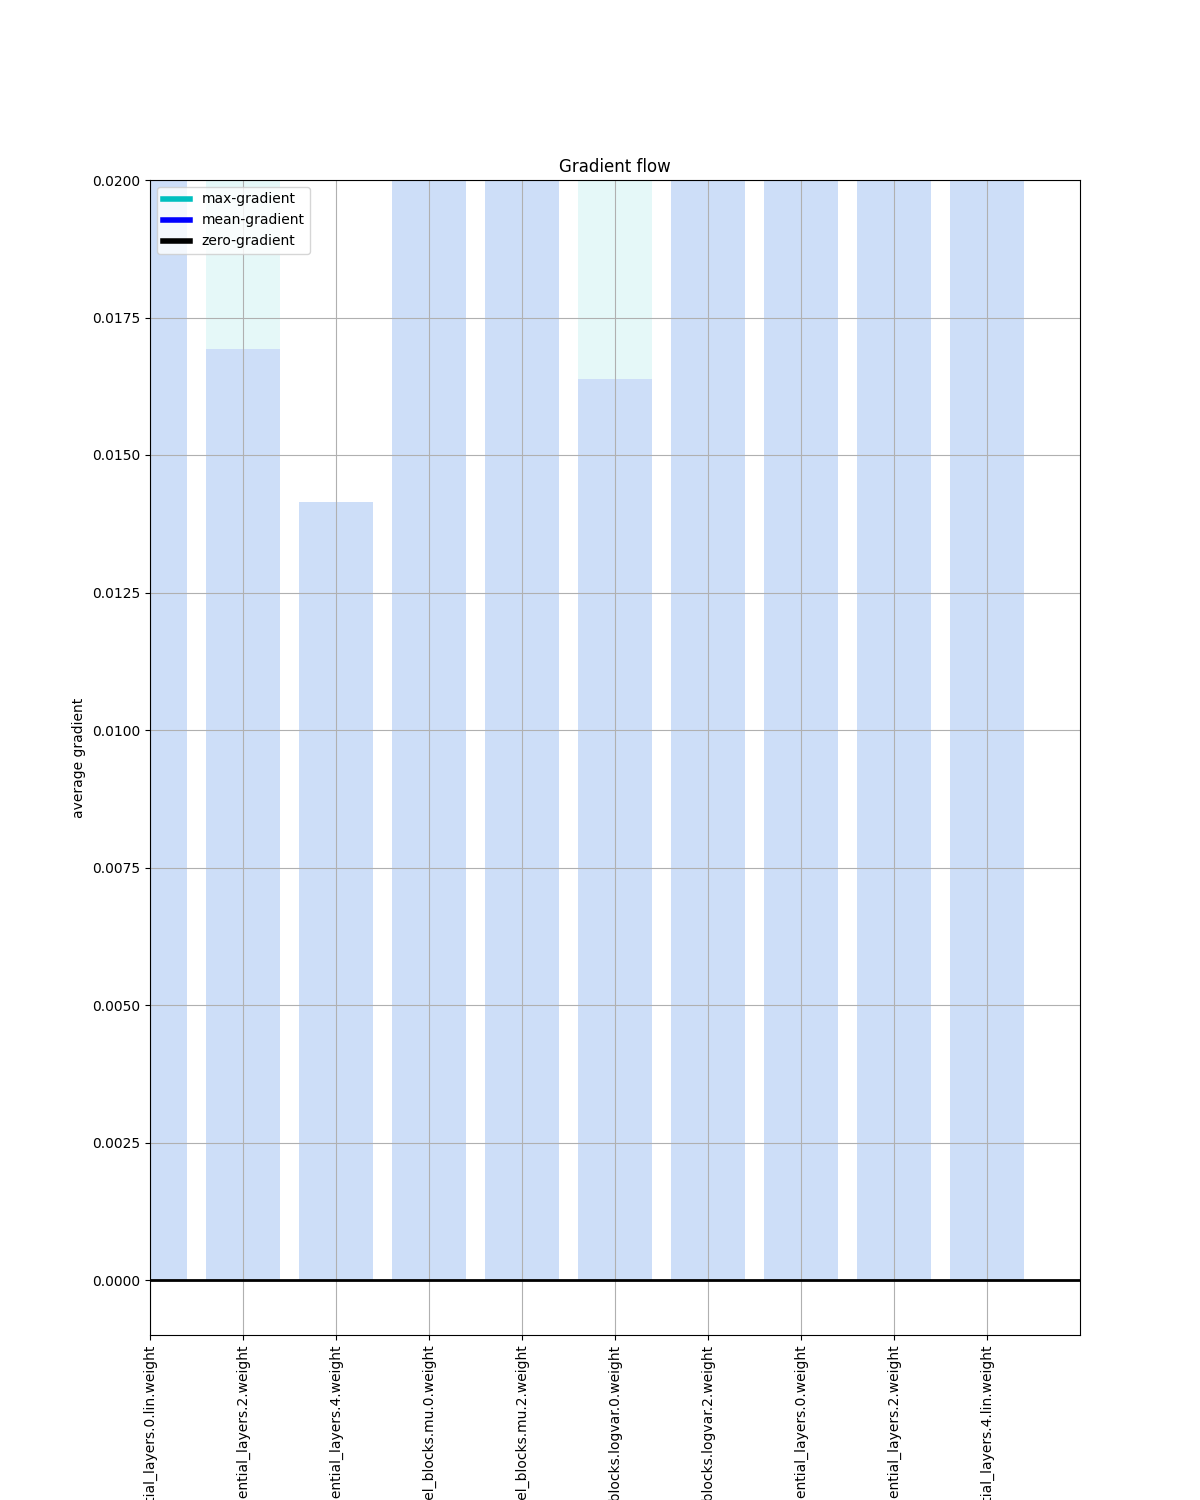 Gradient flow
max-gradient
mean-gradient
zero-gradient
0.0200
0.0175
0.0150
0.0125
0.0100
0.0075
0.0050
0.0025
0.0000
average gradient
tial_layers.0.lin.weight
ential_layers.2.weight
ential_layers.4.weight
el_blocks.mu.0.weight
el_blocks.mu.2.weight
blocks.logvar.0.weight
blocks.logvar.2.weight
ential_layers.0.weight
ential_layers.2.weight
tial_layers.4.lin.weight